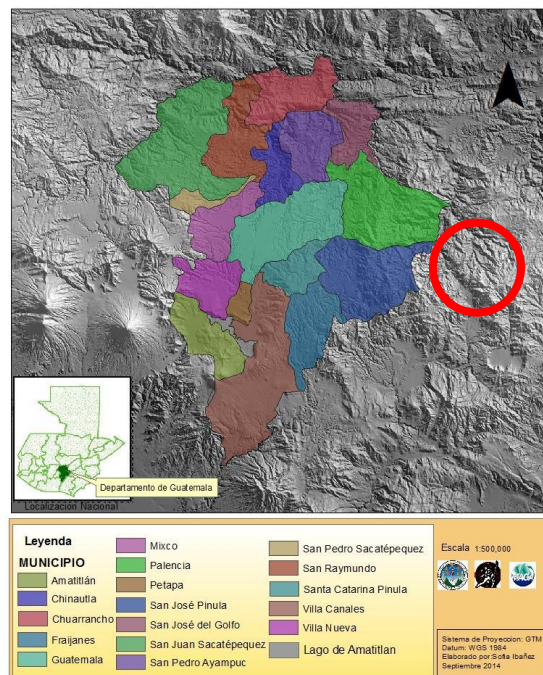 N
Departamento de Guatemala
Localización Nacional
Leyenda
MUNICIPIO
Amatitlán
Chinautla
Chuarrancho
Fraijanes
Guatemala
Mixco
Palencia
Petapa
San José Pinula
San José del Golfo
San Juan Sacatépequez
San Pedro Ayampuc
San Pedro Sacatépequez
San Raymundo
Santa Catarina Pinula
Villa Canales
Villa Nueva
Lago de Amatitlan
Escala 1:500,000
Sistema de Proyeccion: GTM
Datum: WGS 1984
Elaborado por:Sofia Ibañez
Septiembre 2014